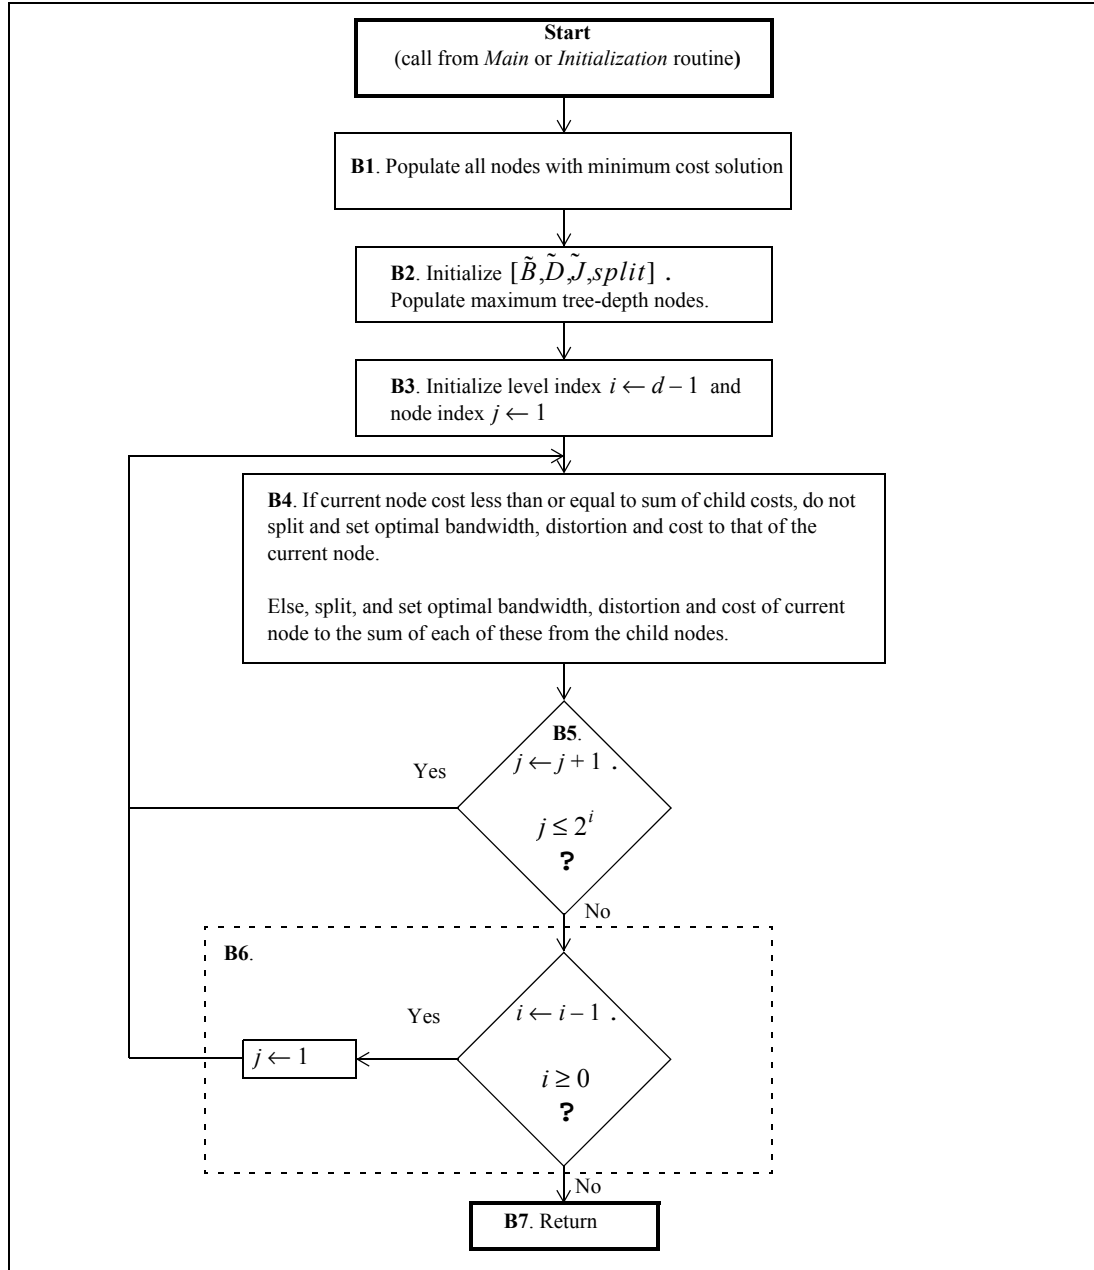 Start
(call from Main or Initialization routine)
B1. Populate all nodes with minimum cost solution
B2. Initialize [B̃,D̃,J̃,split] .
Populate maximum tree-depth nodes.
B3. Initialize level index i ← d – 1 and
node index j ← 1
B4. If current node cost less than or equal to sum of child costs, do not
split and set optimal bandwidth, distortion and cost to that of the
current node.
Else, split, and set optimal bandwidth, distortion and cost of current
node to the sum of each of these from the child nodes.
B5.
j ← j + 1 .
Yes
j ≤ 2^i
?
No
B6.
i ← i – 1 .
Yes
j ← 1
i ≥ 0
?
No
B7. Return